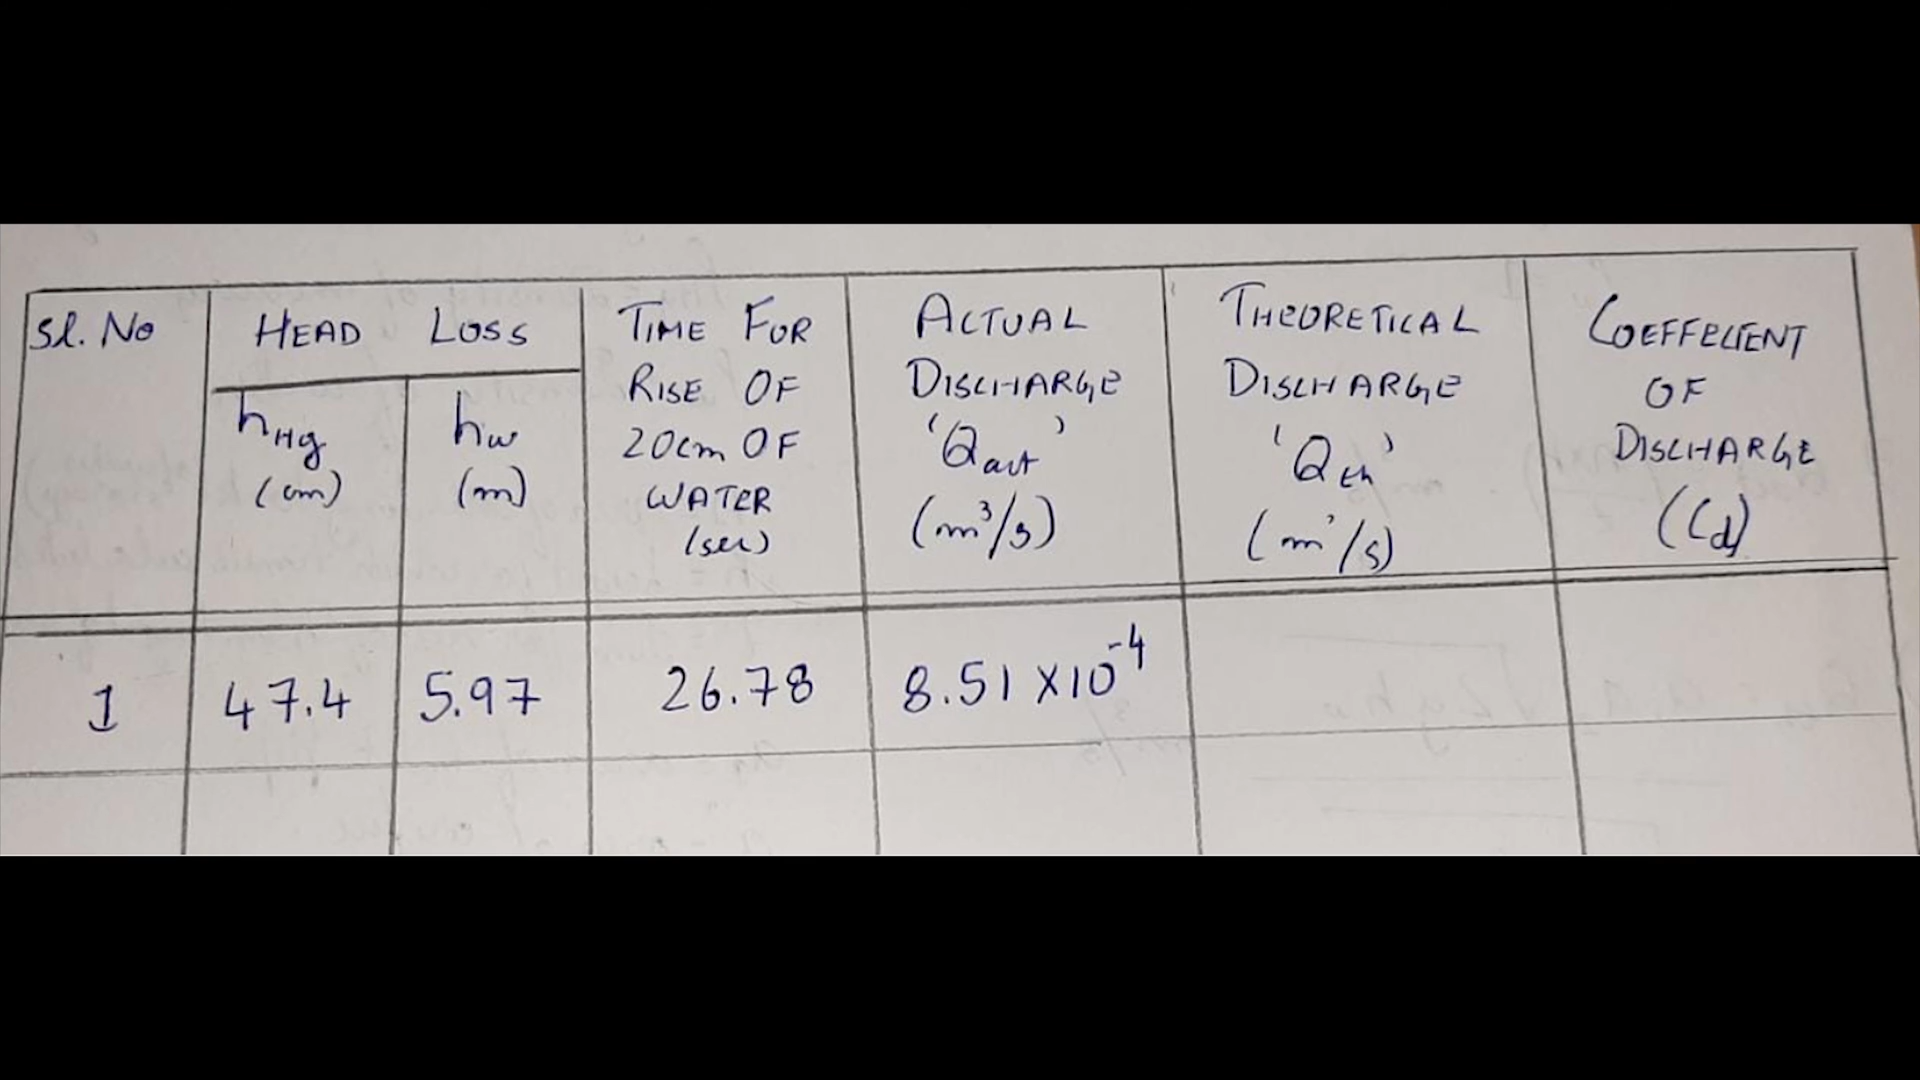 Sl. No
HEAD LOSS
hHg
(cm)
hw
(m)
TIME FOR
RISE OF
20cm OF
WATER
(sec)
ACTUAL
DISCHARGE
'Qact'
(m³/s)
THEORETICAL
DISCHARGE
'Qth'
(m³/s)
COEFFECIENT
OF
DISCHARGE
(Cd)
1
47.4
5.97
26.78
8.51 x10⁻⁴